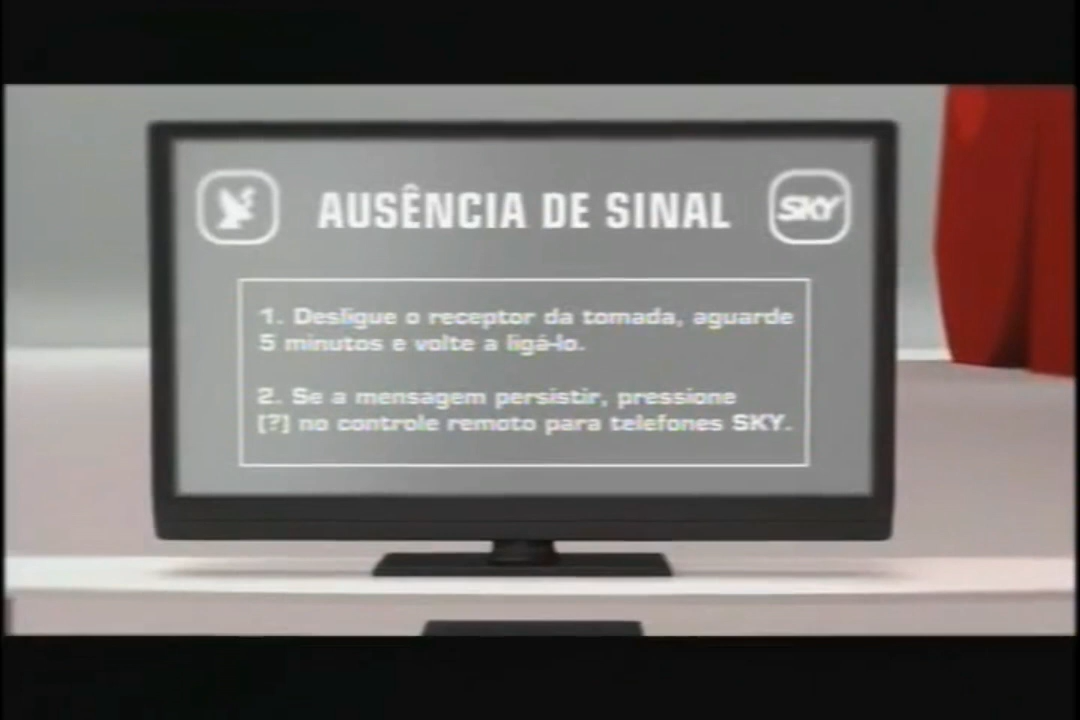 AUSÊNCIA DE SINAL
SKY
1. Desligue o receptor da tomada, aguarde
5 minutos e volte a ligá-lo.
2. Se a mensagem persistir, pressione
[?] no controle remoto para telefones SKY.